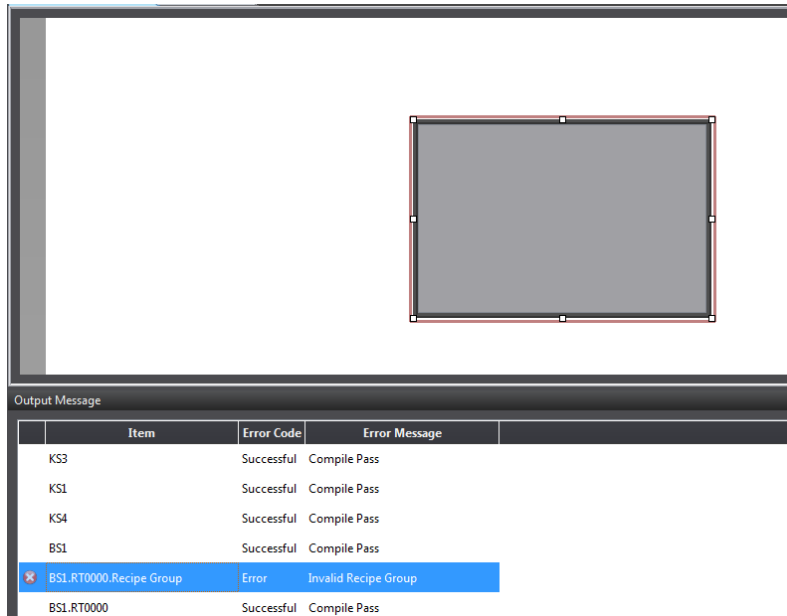 Output Message
Item Error Code Error Message
KS3 Successful Compile Pass
KS1 Successful Compile Pass
KS4 Successful Compile Pass
BS1 Successful Compile Pass
BS1.RT0000.Recipe Group Error Invalid Recipe Group
BS1.RT0000 Successful Compile Pass